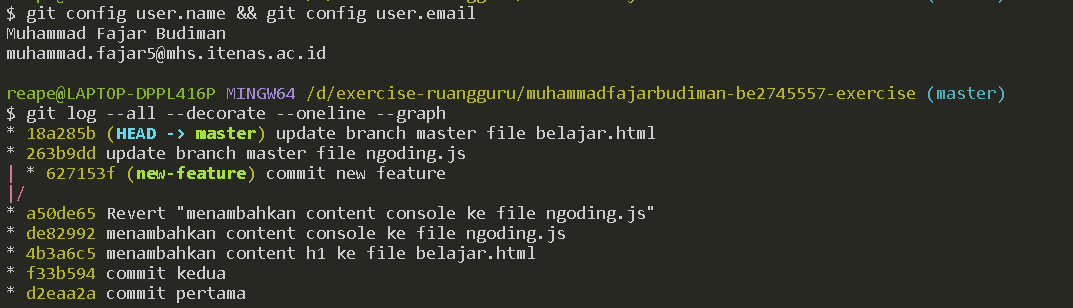 $ git config user.name && git config user.email
Muhammad Fajar Budiman
muhammad.fajar5@mhs.itenas.ac.id
reape@LAPTOP-DPPL416P MINGW64 /d/exercise-ruangguru/muhammadfajarbudiman-be2745557-exercise (master)
$ git log --all --decorate --oneline --graph
* 18a285b (HEAD -> master) update branch master file belajar.html
* 263b9dd update branch master file ngoding.js
| * 627153f (new-feature) commit new feature
|/
* a50de65 Revert "menambahkan content console ke file ngoding.js"
* de82992 menambahkan content console ke file ngoding.js
* 4b3a6c5 menambahkan content h1 ke file belajar.html
* f33b594 commit kedua
* d2eaa2a commit pertama